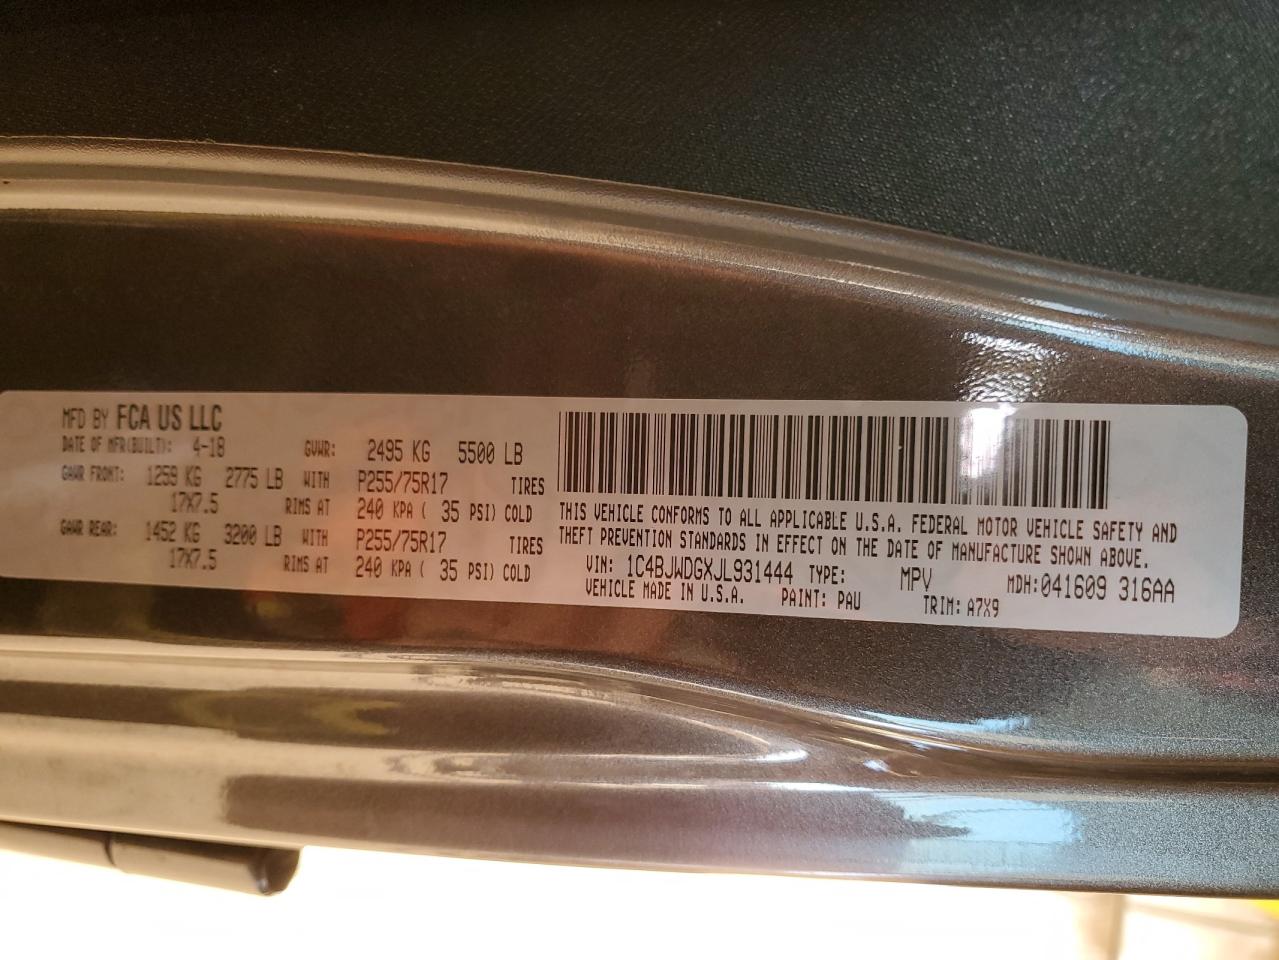 MFD BY FCA US LLC
DATE OF MFR(BUILT): 4-18 GVWR: 2495 KG 5500 LB
GAWR FRONT: 1259 KG 2775 LB WITH P255/75R17 TIRES
17X7.5 RIMS AT 240 KPA ( 35 PSI) COLD
GAWR REAR: 1452 KG 3200 LB WITH P255/75R17 TIRES
17X7.5 RIMS AT 240 KPA ( 35 PSI) COLD
THIS VEHICLE CONFORMS TO ALL APPLICABLE U.S.A. FEDERAL MOTOR VEHICLE SAFETY AND
THEFT PREVENTION STANDARDS IN EFFECT ON THE DATE OF MANUFACTURE SHOWN ABOVE.
VIN: 1C4BJWDGXJL931444 TYPE: MPV MDH:041609 316AA
VEHICLE MADE IN U.S.A. PAINT: PAU TRIM: A7X9